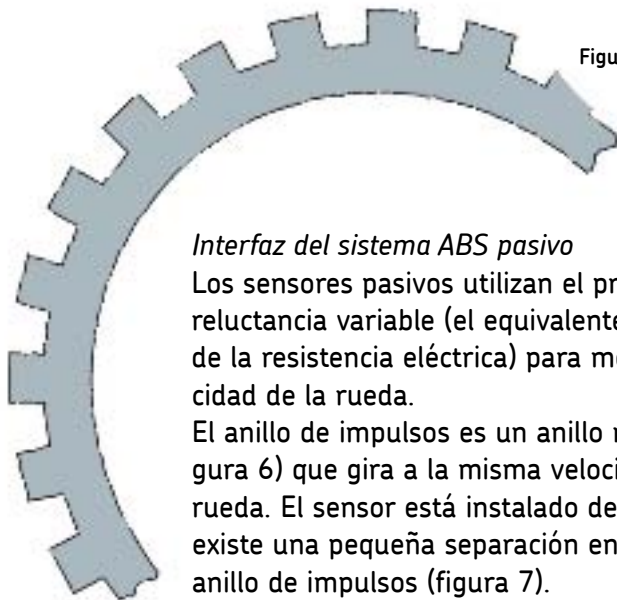 Figu
Interfaz del sistema ABS pasivo
Los sensores pasivos utilizan el pr
reluctancia variable (el equivalente
de la resistencia eléctrica) para m
cidad de la rueda.
El anillo de impulsos es un anillo
gura 6) que gira a la misma veloci
rueda. El sensor está instalado de
existe una pequeña separación en
anillo de impulsos (figura 7).